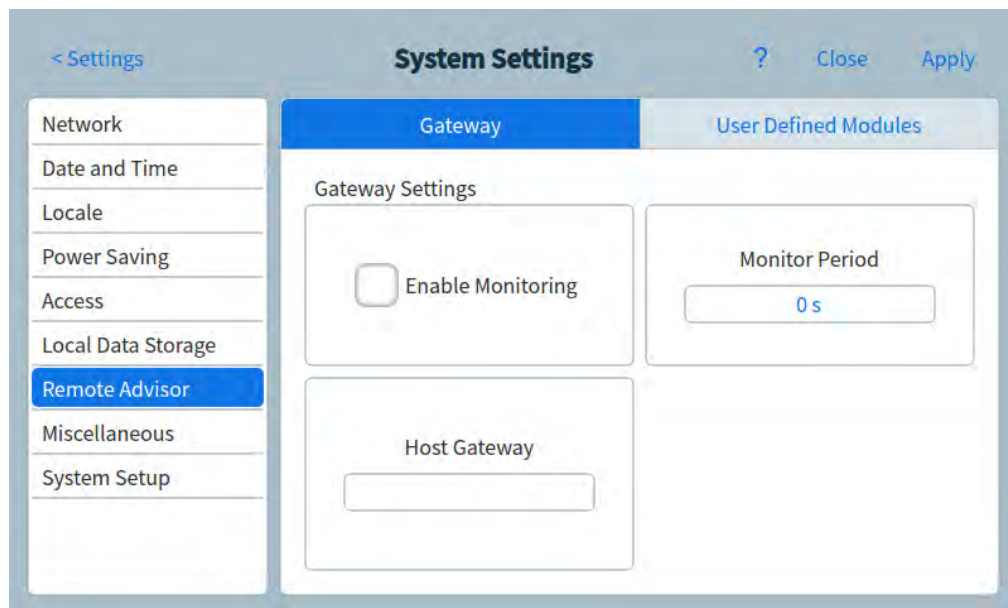 < Settings
System Settings
?
Close
Apply
Network
Date and Time
Locale
Power Saving
Access
Local Data Storage
Remote Advisor
Miscellaneous
System Setup
Gateway
User Defined Modules
Gateway Settings
Enable Monitoring
Monitor Period
0 s
Host Gateway